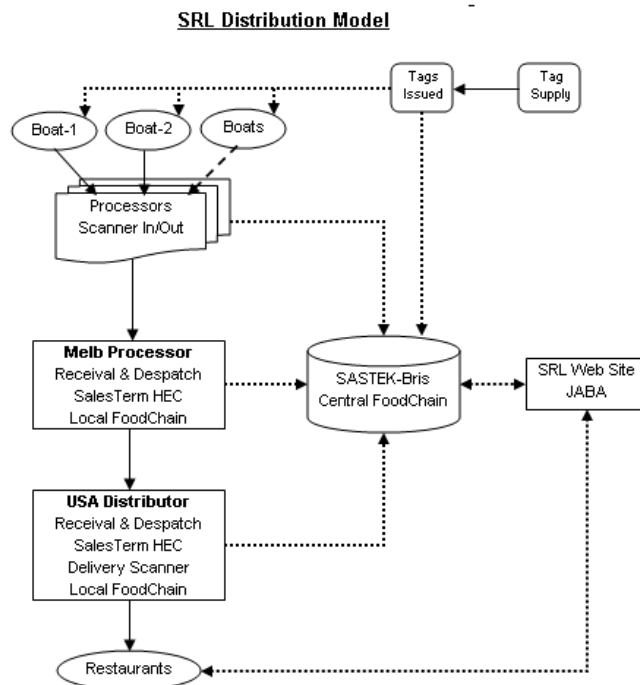 SRL Distribution Model
Tags
Issued
Tag
Supply
Boat-1
Boat-2
Boats
Processors
Scanner In/Out
Melb Processor
Receival & Despatch
SalesTerm HEC
Local FoodChain
SASTEK-Bris
Central FoodChain
SRL Web Site
JABA
USA Distributor
Receival & Despatch
SalesTerm HEC
Delivery Scanner
Local FoodChain
Restaurants